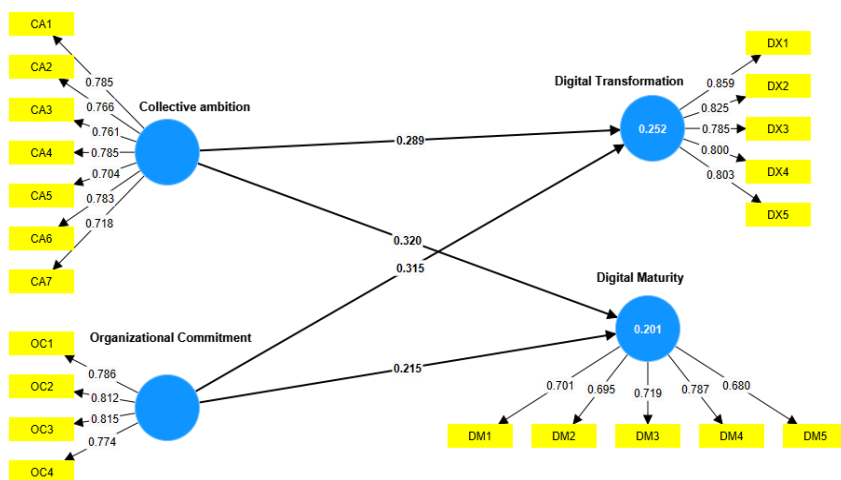 CA1
CA2
CA3
CA4
CA5
CA6
CA7
0.785
0.766
0.761
0.785
0.704
0.783
0.718
Collective ambition
OC1
OC2
OC3
OC4
0.786
0.812
0.815
0.774
Organizational Commitment
0.289
0.320
0.315
0.215
Digital Transformation
0.252
0.859
0.825
0.785
0.800
0.803
DX1
DX2
DX3
DX4
DX5
Digital Maturity
0.201
0.701
0.695
0.719
0.787
0.680
DM1
DM2
DM3
DM4
DM5